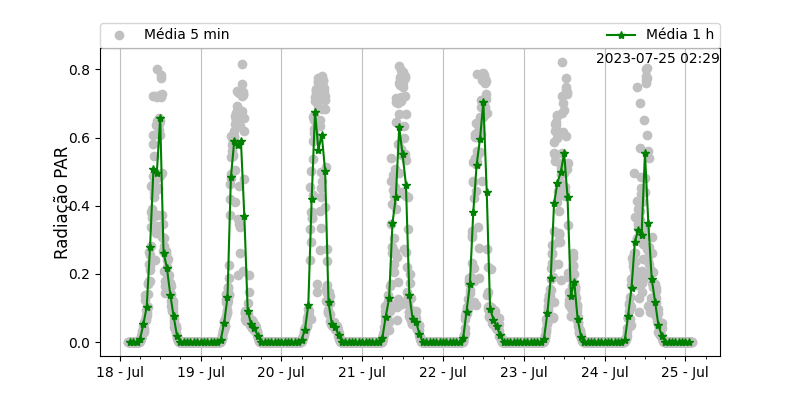 Média 5 min
Média 1 h
2023-07-25 02:29
Radiação PAR
0.8
0.6
0.4
0.2
0.0
18 - Jul
19 - Jul
20 - Jul
21 - Jul
22 - Jul
23 - Jul
24 - Jul
25 - Jul